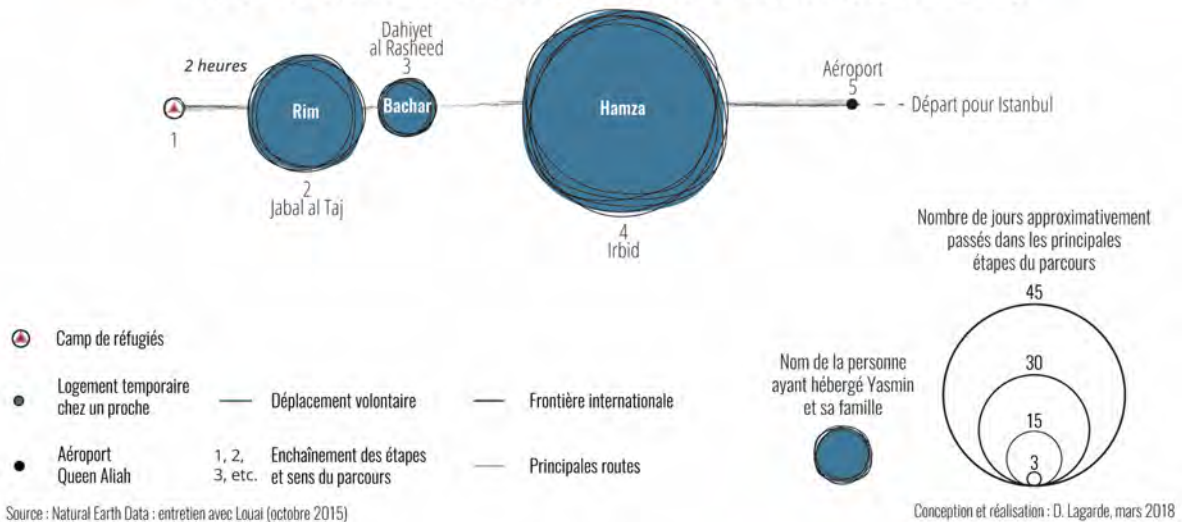 Dahiyet
al Rasheed
3
2 heures
Aéroport
5
Rim
Bachar
Hamza
Départ pour Istanbul
1
2
Jabal al Taj
4
Irbid
Nombre de jours approximativement
passés dans les principales
étapes du parcours
45
30
15
3
Camp de réfugiés
Logement temporaire
chez un proche
Déplacement volontaire
Frontière internationale
Nom de la personne
ayant hébergé Yasmin
et sa famille
Aéroport
Queen Aliah
1, 2,
3, etc.
Enchaînement des étapes
et sens du parcours
Principales routes
Source : Natural Earth Data : entretien avec Louai (octobre 2015)
Conception et réalisation : D. Lagarde, mars 2018